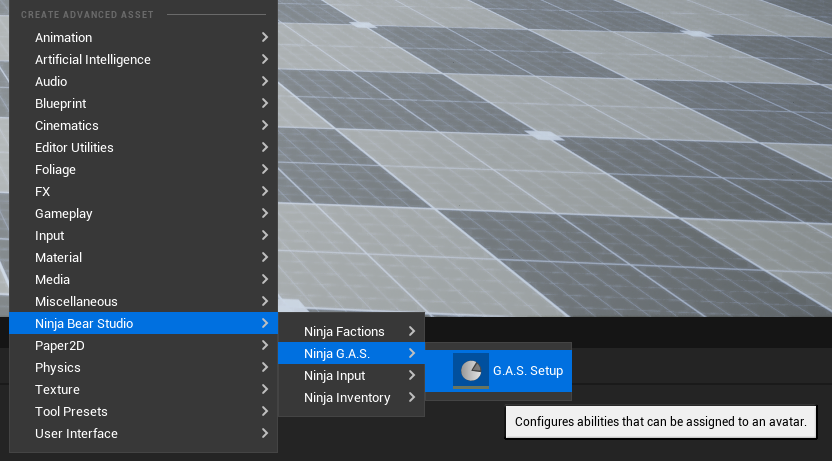 CREATE ADVANCED ASSET
Animation
Artificial Intelligence
Audio
Blueprint
Cinematics
Editor Utilities
Foliage
FX
Gameplay
Input
Material
Media
Miscellaneous
Ninja Bear Studio
Paper2D
Physics
Texture
Tool Presets
User Interface
Ninja Factions
Ninja G.A.S.
Ninja Input
Ninja Inventory
G.A.S. Setup
Configures abilities that can be assigned to an avatar.